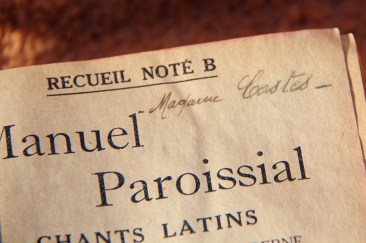 RECUEIL NOTÉ B
- Madame Costes -
Manuel
Paroissial
CHANTS LATINS